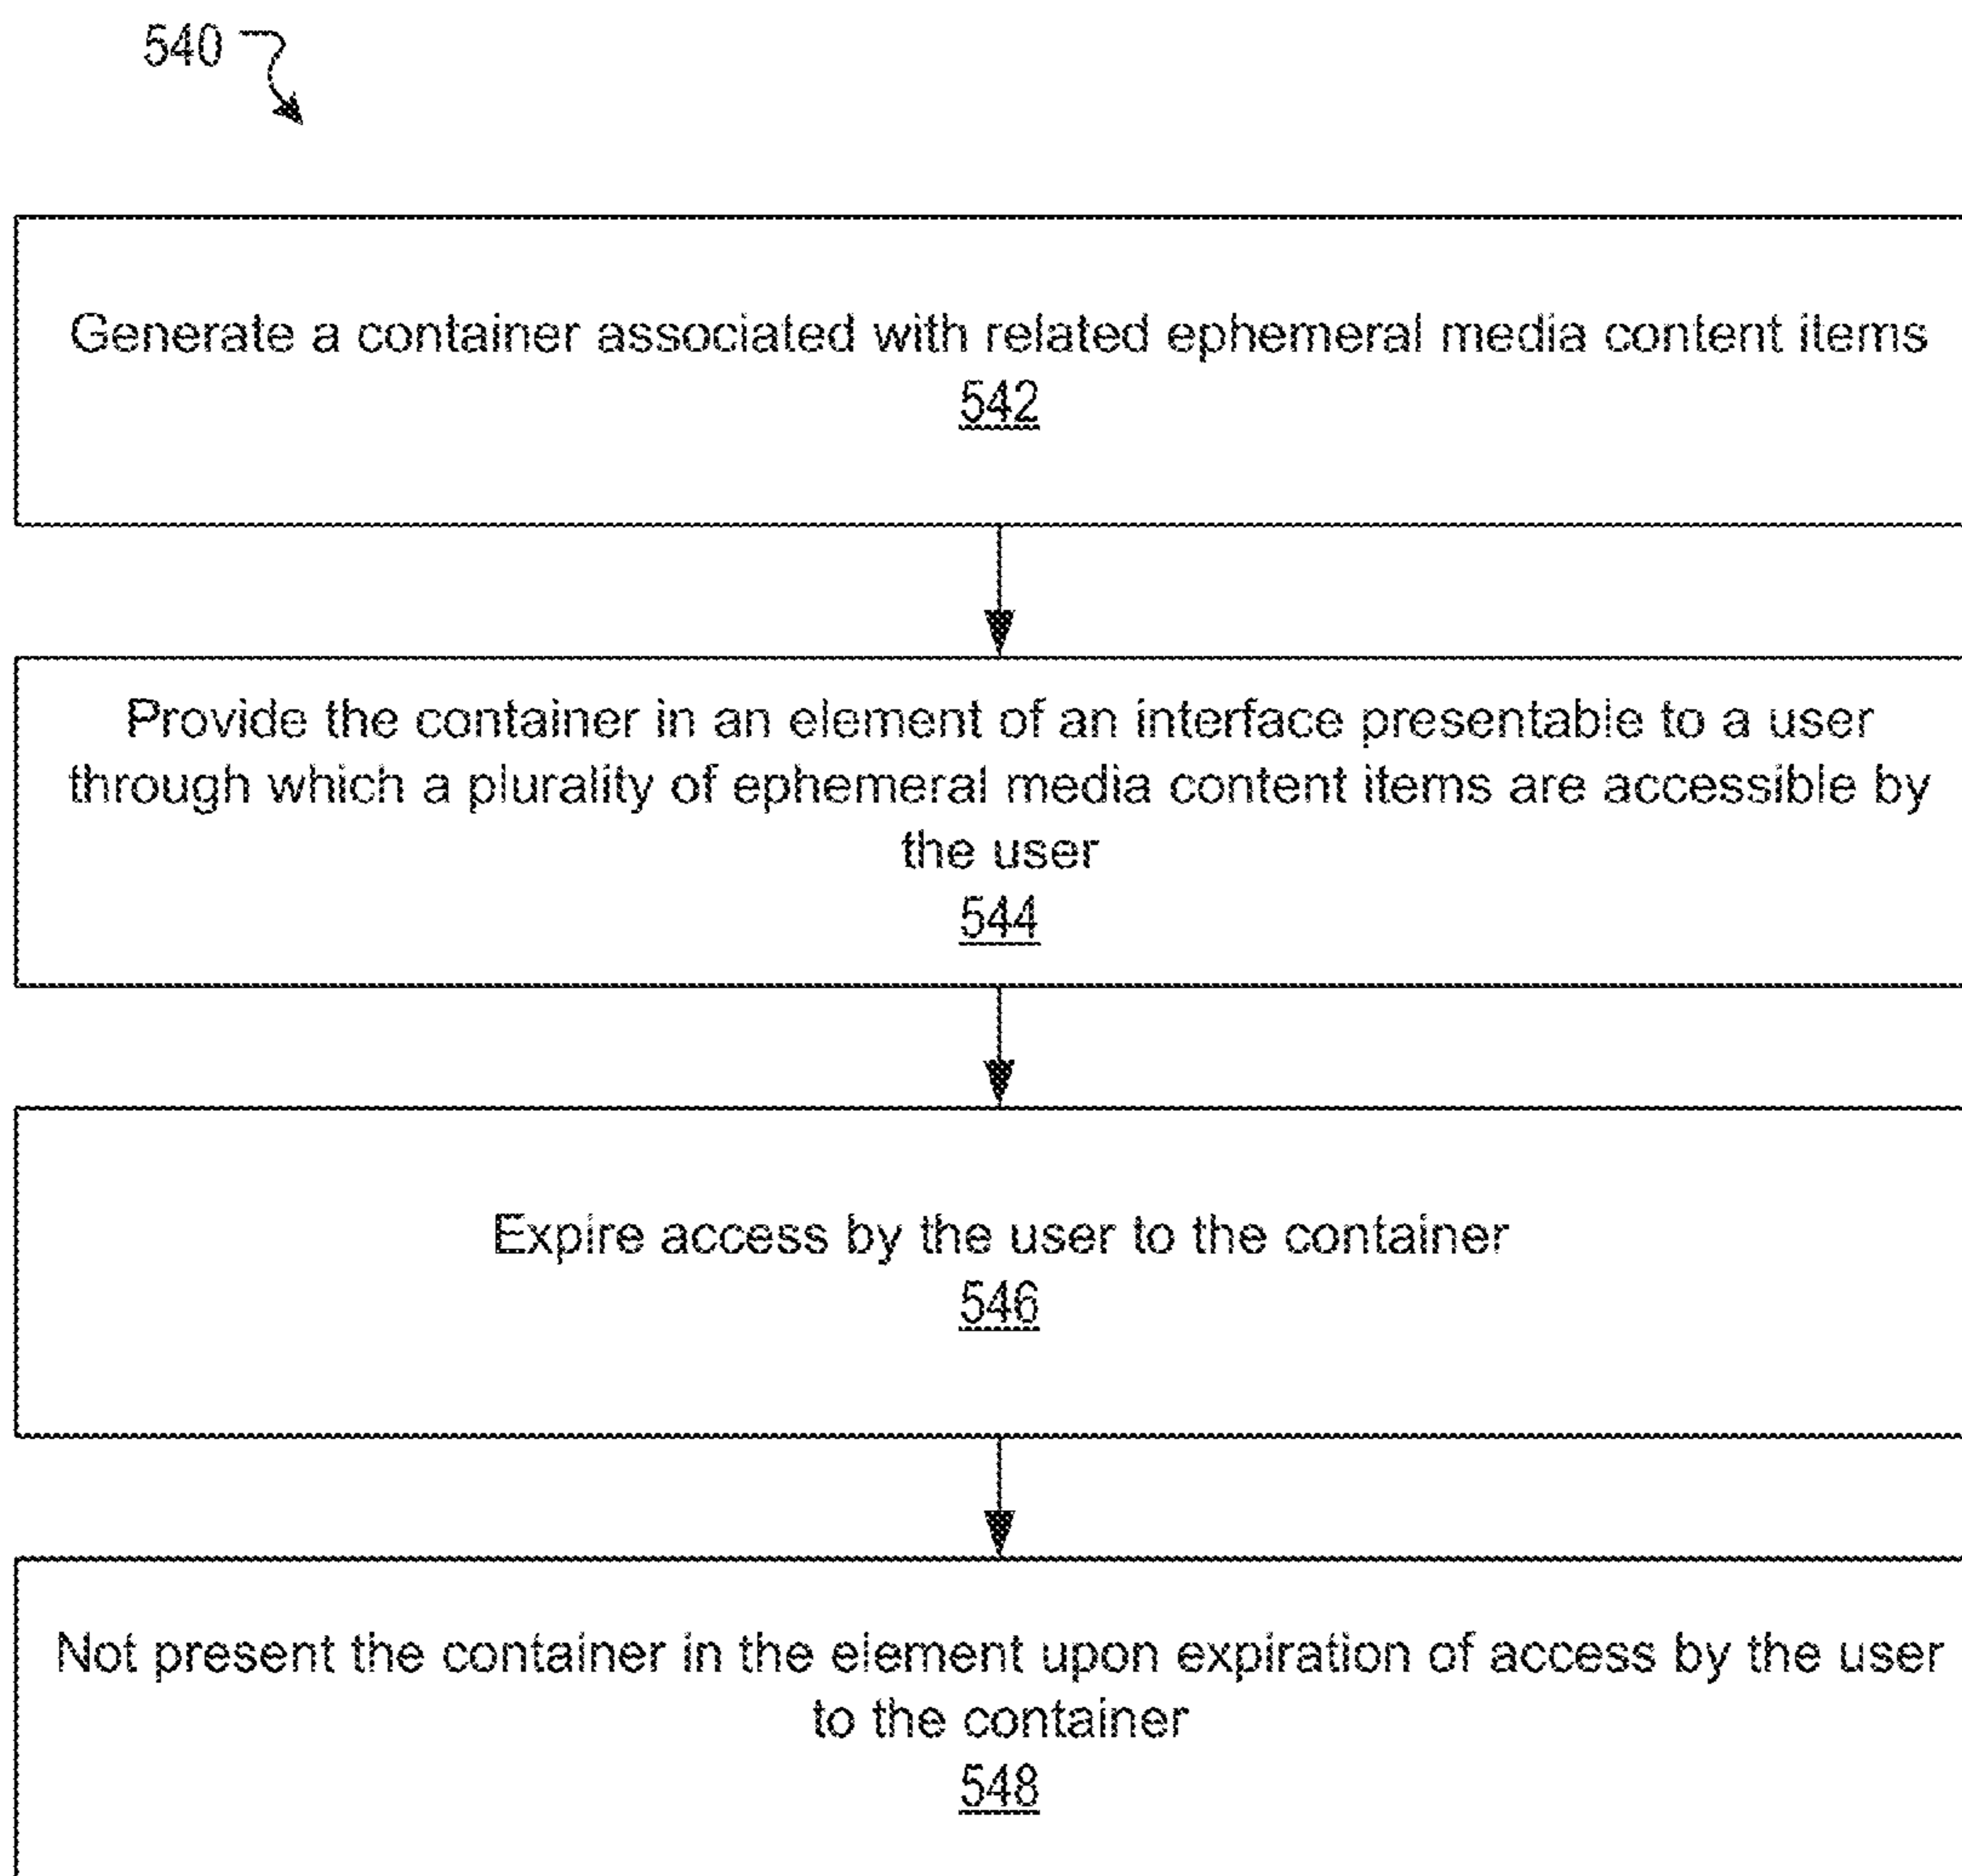 540
Generate a container associated with related ephemeral media content items
542
Provide the container in an element of an interface presentable to a user
through which a plurality of ephemeral media content items are accessible by
the user
544
Expire access by the user to the container
546
Not present the container in the element upon expiration of access by the user
to the container
548